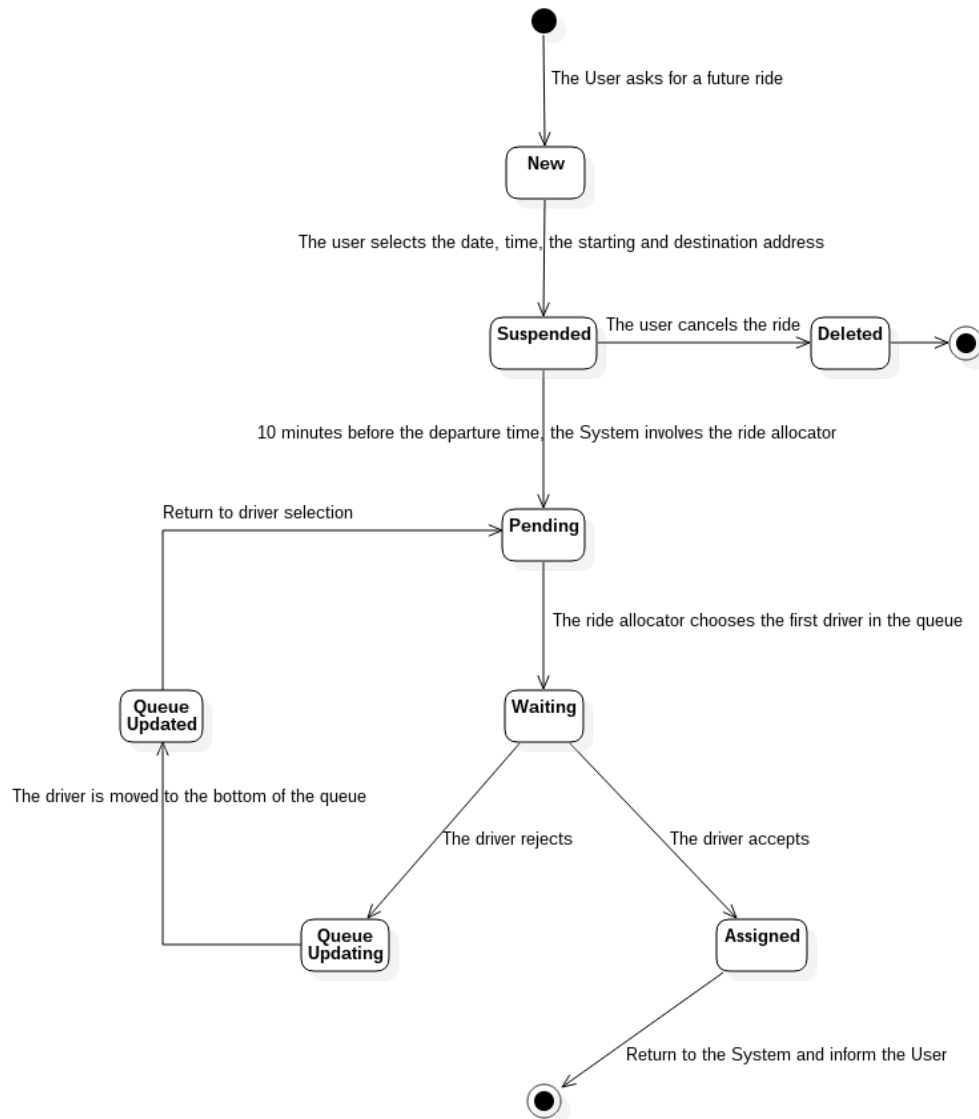 The User asks for a future ride
New
The user selects the date, time, the starting and destination address
Suspended
The user cancels the ride
Deleted
10 minutes before the departure time, the System involves the ride allocator
Return to driver selection
Pending
The ride allocator chooses the first driver in the queue
Queue
Updated
Waiting
The driver is moved to the bottom of the queue
The driver rejects
The driver accepts
Queue
Updating
Assigned
Return to the System and inform the User